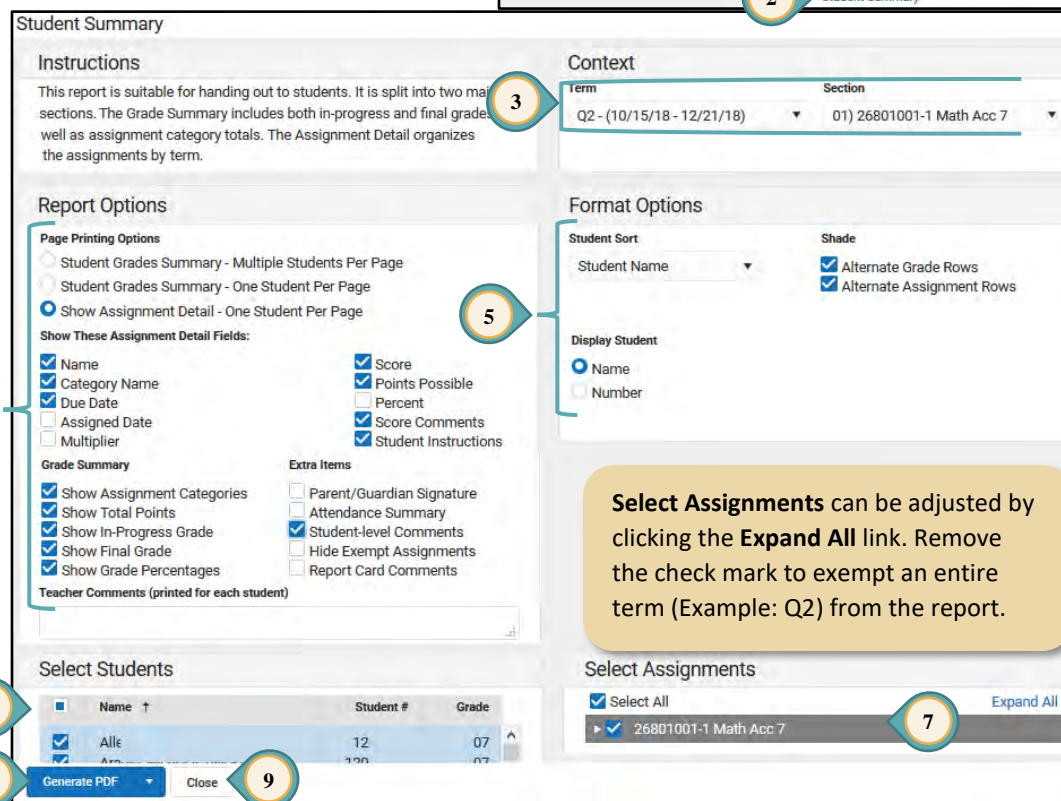 2
Student Summary
Student Summary
Instructions
This report is suitable for handing out to students. It is split into two
sections. The Grade Summary includes both in-progress and final grades
well as assignment category totals. The Assignment Detail organizes
the assignments by term.
Context
3
Term
Section
Q2 - (10/15/18 - 12/21/18)
01) 26801001-1 Math Acc 7
Report Options
Page Printing Options
Student Grades Summary - Multiple Students Per Page
Student Grades Summary - One Student Per Page
Show Assignment Detail - One Student Per Page
Show These Assignment Detail Fields:
Name
Category Name
Due Date
Assigned Date
Multiplier
Score
Points Possible
Percent
Score Comments
Student Instructions
Grade Summary
Show Assignment Categories
Show Total Points
Show In-Progress Grade
Show Final Grade
Show Grade Percentages
Extra Items
Parent/Guardian Signature
Attendance Summary
Student-level Comments
Hide Exempt Assignments
Report Card Comments
Teacher Comments (printed for each student)
Format Options
5
Student Sort
Student Name
Shade
Alternate Grade Rows
Alternate Assignment Rows
Display Student
Name
Number
Select Assignments can be adjusted by
clicking the Expand All link. Remove
the check mark to exempt an entire
term (Example: Q2) from the report.
Select Students
Name ↑ Student # Grade
Alle 12 07
120 07
Generate PDF
Close
9
Select Assignments
Select All
Expand All
26801001-1 Math Acc 7
7